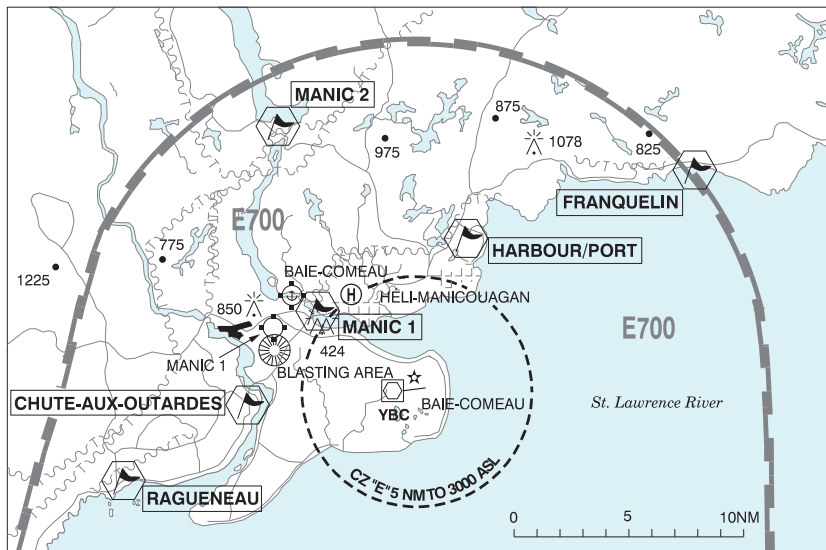 MANIC 2
875
975
1078
825
FRANQUELIN
E700
775
1225
HARBOUR/PORT
BAIE-COMEAU
H
HÉLI-MANICOUAGAN
850
MANIC 1
E700
424
MANIC 1
BLASTING AREA
CHUTE-AUX-OUTARDES
YBC
BAIE-COMEAU
St. Lawrence River
CZ "E" 5 NM TO 3000 ASL
RAGUENEAU
0 5 10NM